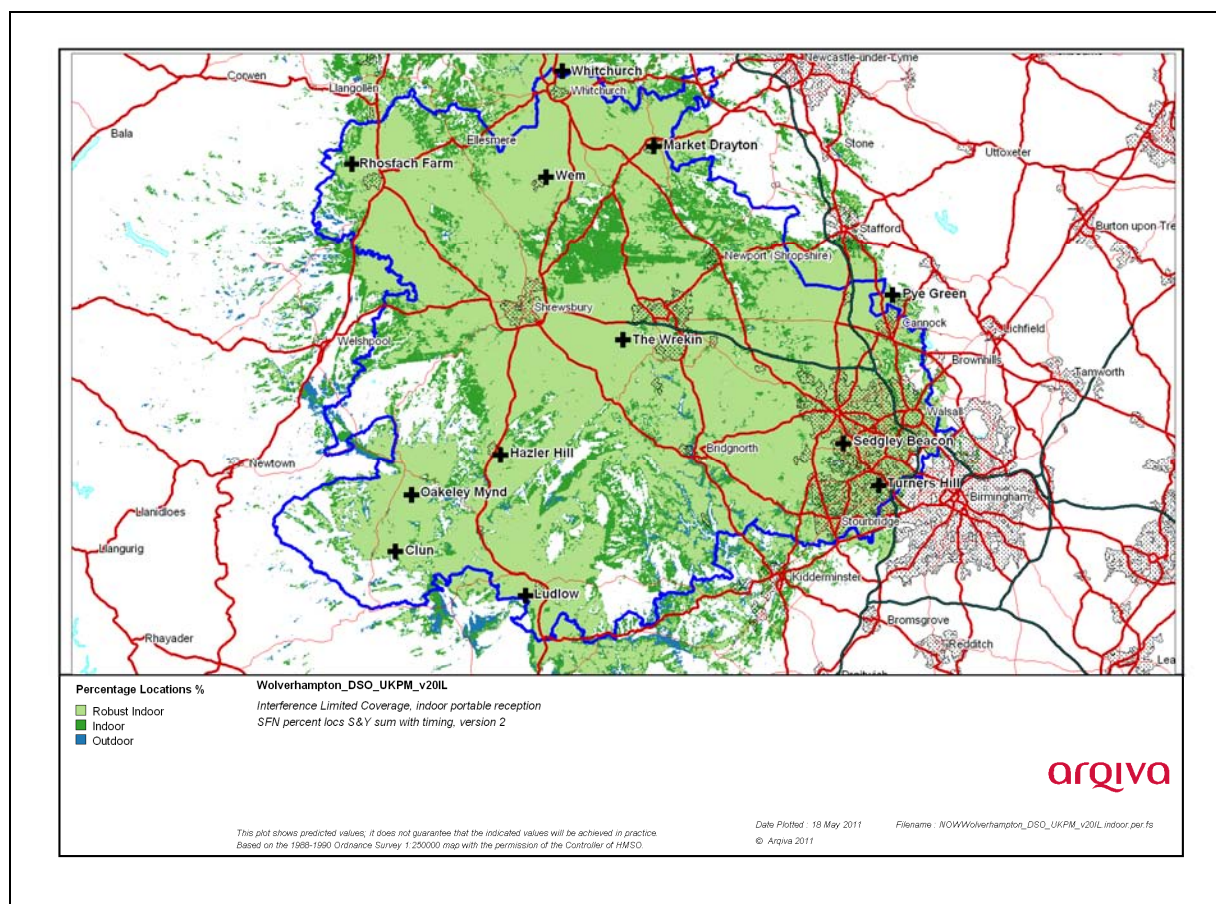 Newcastle-under-Lyme
Whitchurch
Corwen
Llangollen
Whitchurch
Bala
Ellesmere
Market Drayton
Stone
Uttoxeter
Rhosfach Farm
Wem
Stafford
Burton upon Tre
Newport (Shropshire)
Pye Green
Shrewsbury
Cannock
Lichfield
Welshpool
The Wrekin
Brownhills
Tamworth
Walsall
Sedgley Beacon
Hazler Hill
Bridgnorth
Newtown
Turners Hill
Oakeley Mynd
Birmingham
Llanidloes
Stourbridge
Llangurig
Clun
Kidderminster
Ludlow
Bromsgrove
Rhayader
Redditch
Lea
Droitwich
Percentage Locations %
Robust Indoor
Indoor
Outdoor
Wolverhampton_DSO_UKPM_v20IL
Interference Limited Coverage, indoor portable reception
SFN percent locs S&Y sum with timing, version 2
arqiva
This plot shows predicted values; it does not guarantee that the indicated values will be achieved in practice.
Based on the 1988-1990 Ordnance Survey 1:250000 map with the permission of the Controller of HMSO.
Date Plotted : 18 May 2011
Filename : NOWWolverhampton_DSO_UKPM_v20IL.indoor.per.fs
© Arqiva 2011